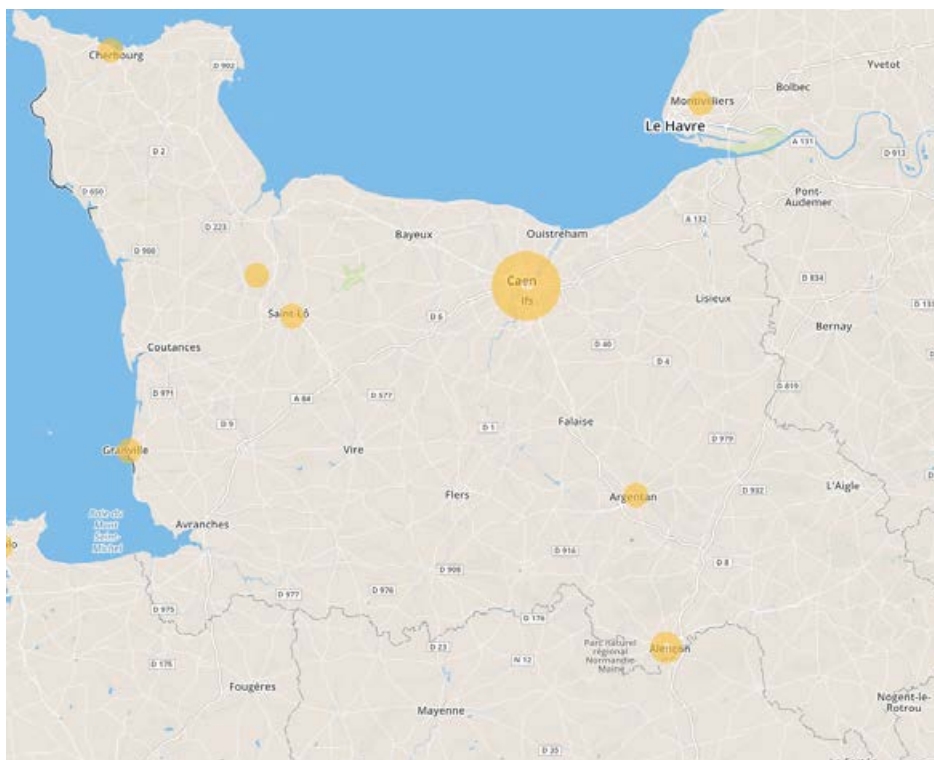 Cherbourg
D 902
Yvetot
Bolbec
Montivilliers
Le Havre
A 131
D 913
D 2
D 650
Pont-
Audemer
A 132
D 223
Bayeux
Ouistreham
D 900
Caen
Ifs
D 834
Lisieux
Saint-Lô
D 6
Bernay
Coutances
D 40
D 4
D 819
D 971
A 84
D 577
D 9
D 1
Falaise
D 979
Granville
Vire
L'Aigle
D 932
Flers
Argentan
Baie du
Mont
Saint-
Michel
Avranches
D 916
D 8
D 908
D 976
D 977
D 975
D 176
Parc naturel
régional
Normandie-
Maine
Alençon
D 23
N 12
D 175
Fougères
Nogent-le-
Rotrou
Mayenne
D 35